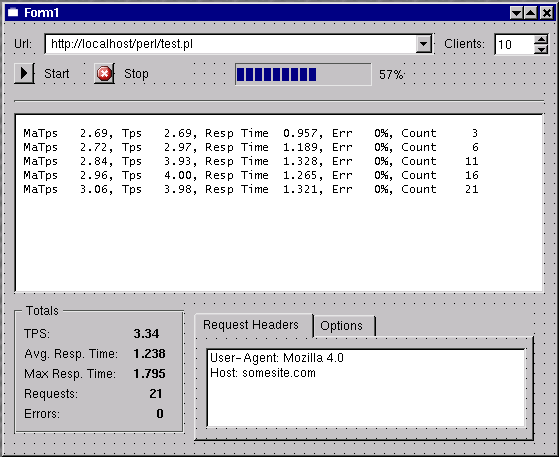 Form1
Url: http://localhost/perl/test.pl Clients: 10
Start Stop 57%
MaTps 2.69, Tps 2.69, Resp Time 0.957, Err 0%, Count 3
MaTps 2.72, Tps 2.97, Resp Time 1.189, Err 0%, Count 6
MaTps 2.84, Tps 3.93, Resp Time 1.328, Err 0%, Count 11
MaTps 2.96, Tps 4.00, Resp Time 1.265, Err 0%, Count 16
MaTps 3.06, Tps 3.98, Resp Time 1.321, Err 0%, Count 21
Totals
TPS: 3.34
Avg. Resp. Time: 1.238
Max Resp. Time: 1.795
Requests: 21
Errors: 0
Request Headers Options
User-Agent: Mozilla 4.0
Host: somesite.com